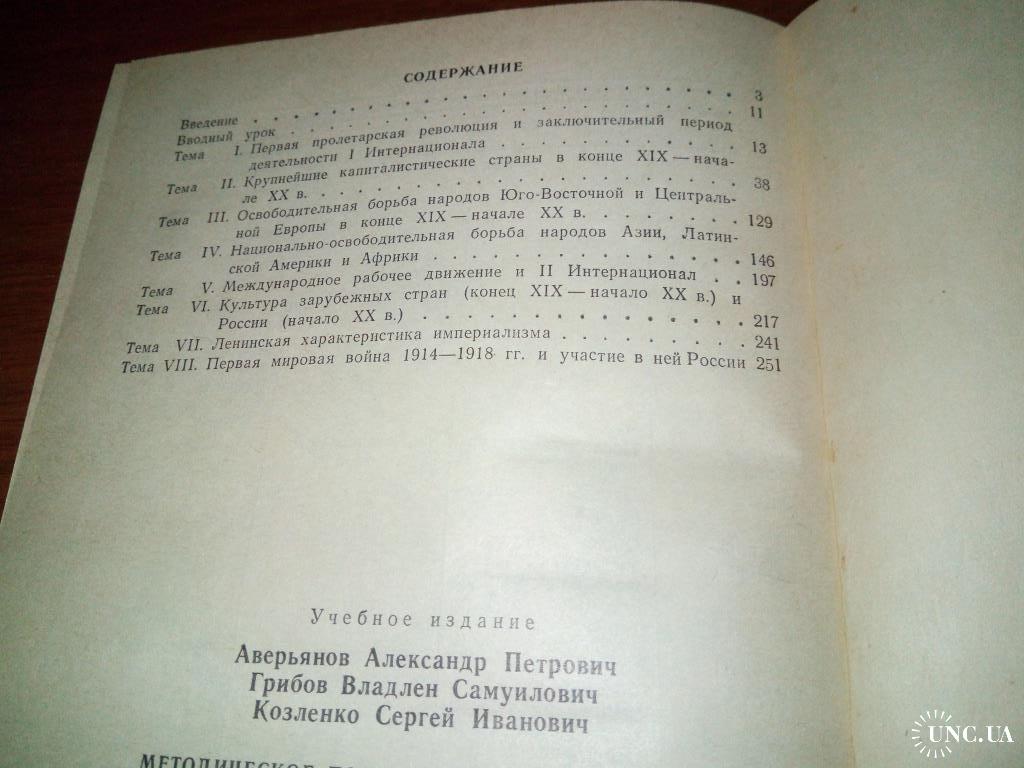 СОДЕРЖАНИЕ
Введение . . . . . . . . . . . . . . . . . . . . 3
Вводный урок . . . . . . . . . . . . . . . . . . 11
Тема I. Первая пролетарская революция и заключительный период
деятельности I Интернационала . . . . . . . . . . 13
Тема II. Крупнейшие капиталистические страны в конце XIX — нача-
ле XX в. . . . . . . . . . . . . . . . . . . 38
Тема III. Освободительная борьба народов Юго-Восточной и Централь-
ной Европы в конце XIX — начале XX в. . . . . . . 129
Тема IV. Национально-освободительная борьба народов Азии, Латин-
ской Америки и Африки . . . . . . . . . . . . . 146
Тема V. Международное рабочее движение и II Интернационал . . 197
Тема VI. Культура зарубежных стран (конец XIX — начало XX в.) и
России (начало XX в.) . . . . . . . . . . . . . 217
Тема VII. Ленинская характеристика империализма . . . . . . . . 241
Тема VIII. Первая мировая война 1914—1918 гг. и участие в ней России 251
Учебное издание
Аверьянов Александр Петрович
Грибов Владлен Самуилович
Козленко Сергей Иванович
МЕТОДИЧЕСКОЕ
UNC.UA